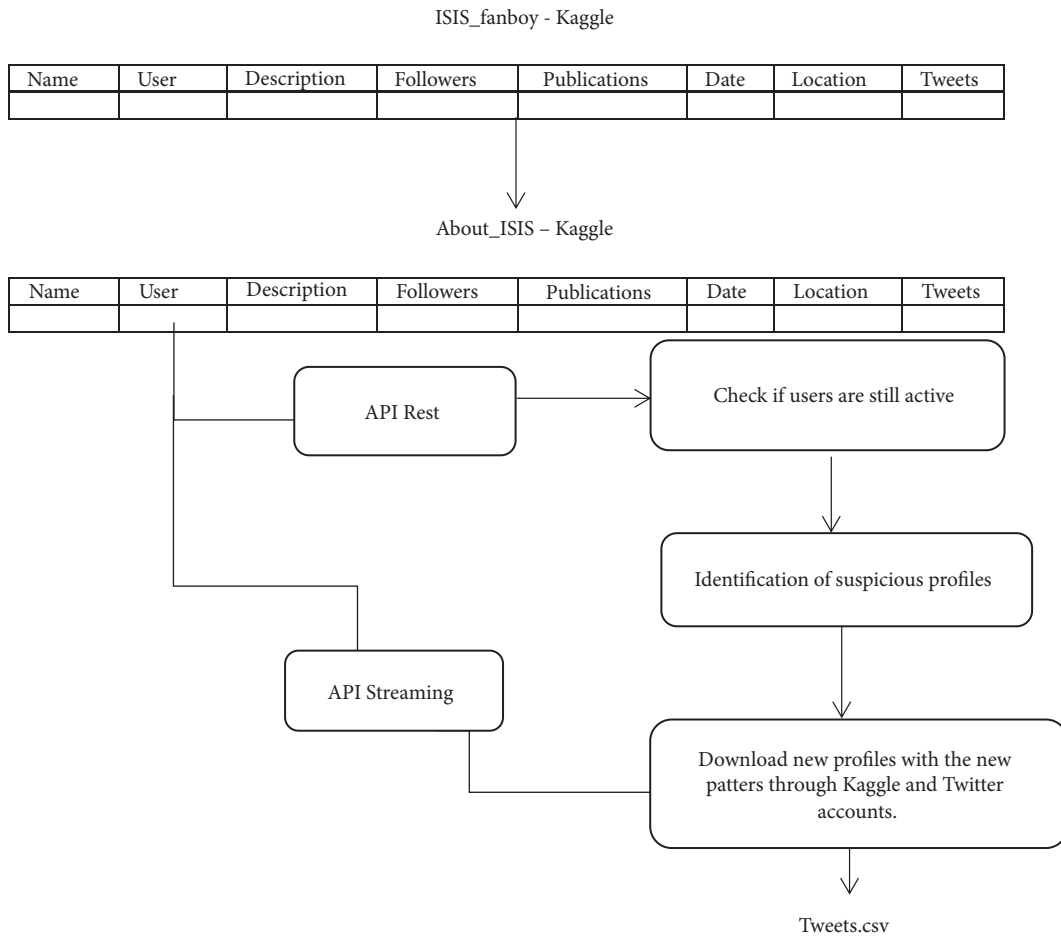 ISIS_fanboy - Kaggle
Name User Description Followers Publications Date Location Tweets
About_ISIS – Kaggle
Name User Description Followers Publications Date Location Tweets
API Rest
Check if users are still active
Identification of suspicious profiles
API Streaming
Download new profiles with the new
patters through Kaggle and Twitter
accounts.
Tweets.csv